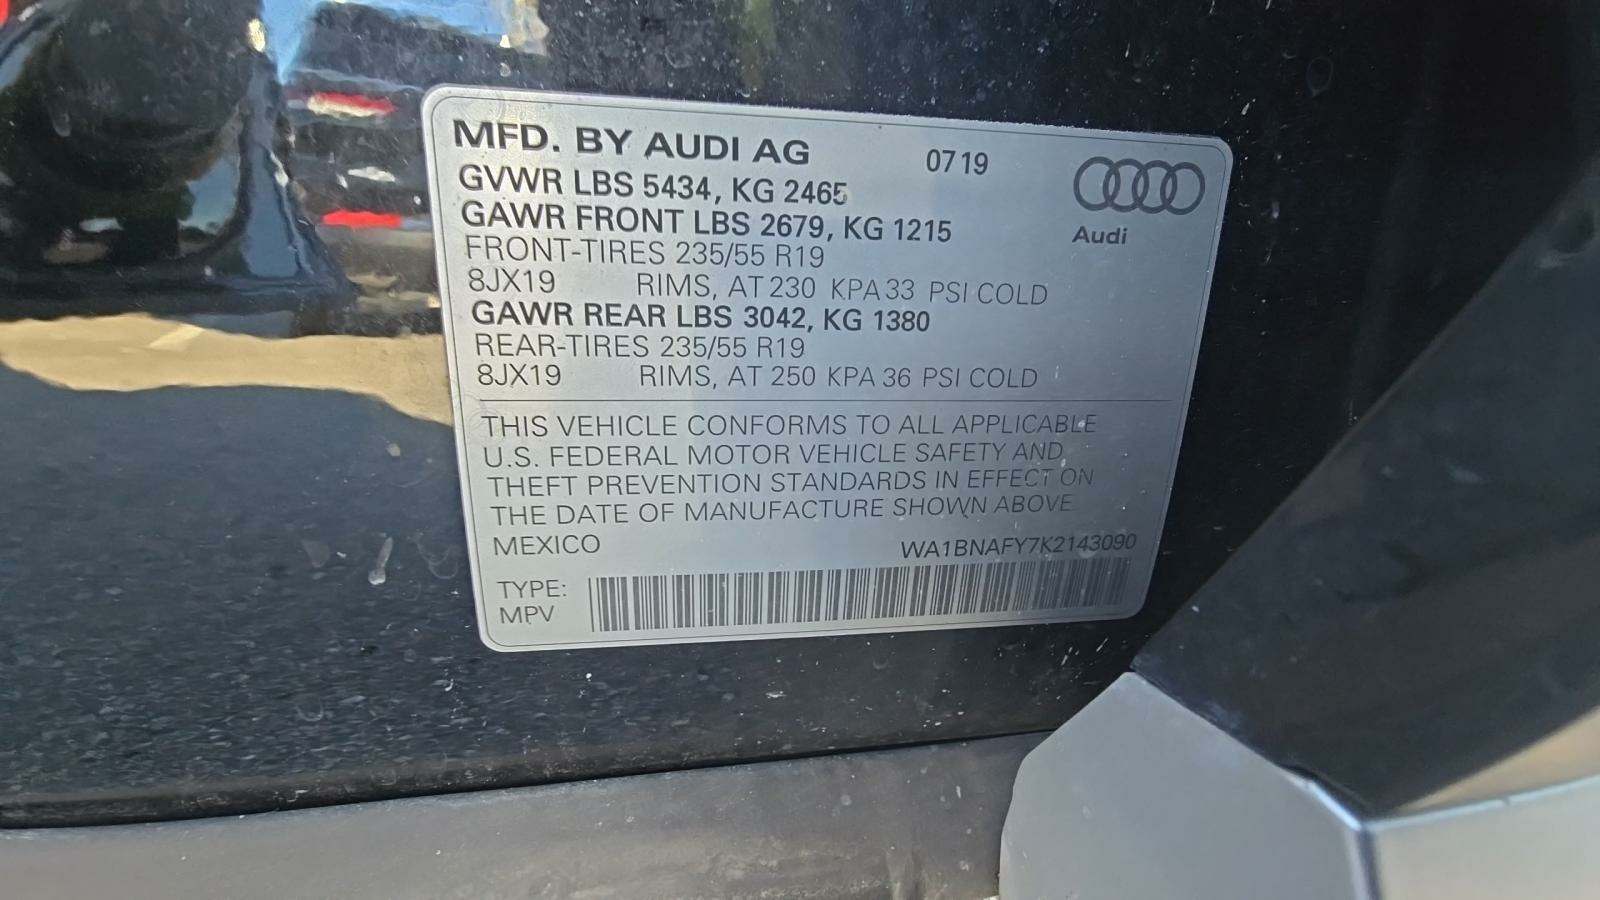 MFD. BY AUDI AG 0719
GVWR LBS 5434, KG 2465
GAWR FRONT LBS 2679, KG 1215
Audi
FRONT-TIRES 235/55 R19
8JX19 RIMS, AT 230 KPA 33 PSI COLD
GAWR REAR LBS 3042, KG 1380
REAR-TIRES 235/55 R19
8JX19 RIMS, AT 250 KPA 36 PSI COLD
THIS VEHICLE CONFORMS TO ALL APPLICABLE
U.S. FEDERAL MOTOR VEHICLE SAFETY AND
THEFT PREVENTION STANDARDS IN EFFECT ON
THE DATE OF MANUFACTURE SHOWN ABOVE
MEXICO WA1BNAFY7K2143090
TYPE:
MPV